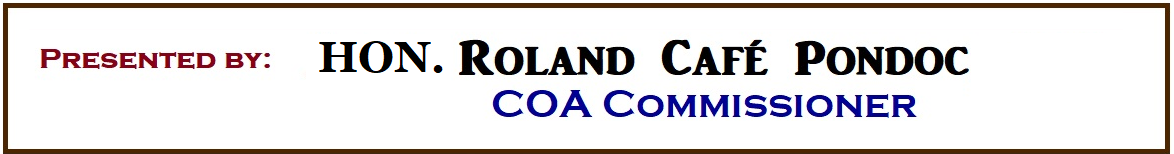 Presented by: HON. Roland Café Pondoc
COA Commissioner